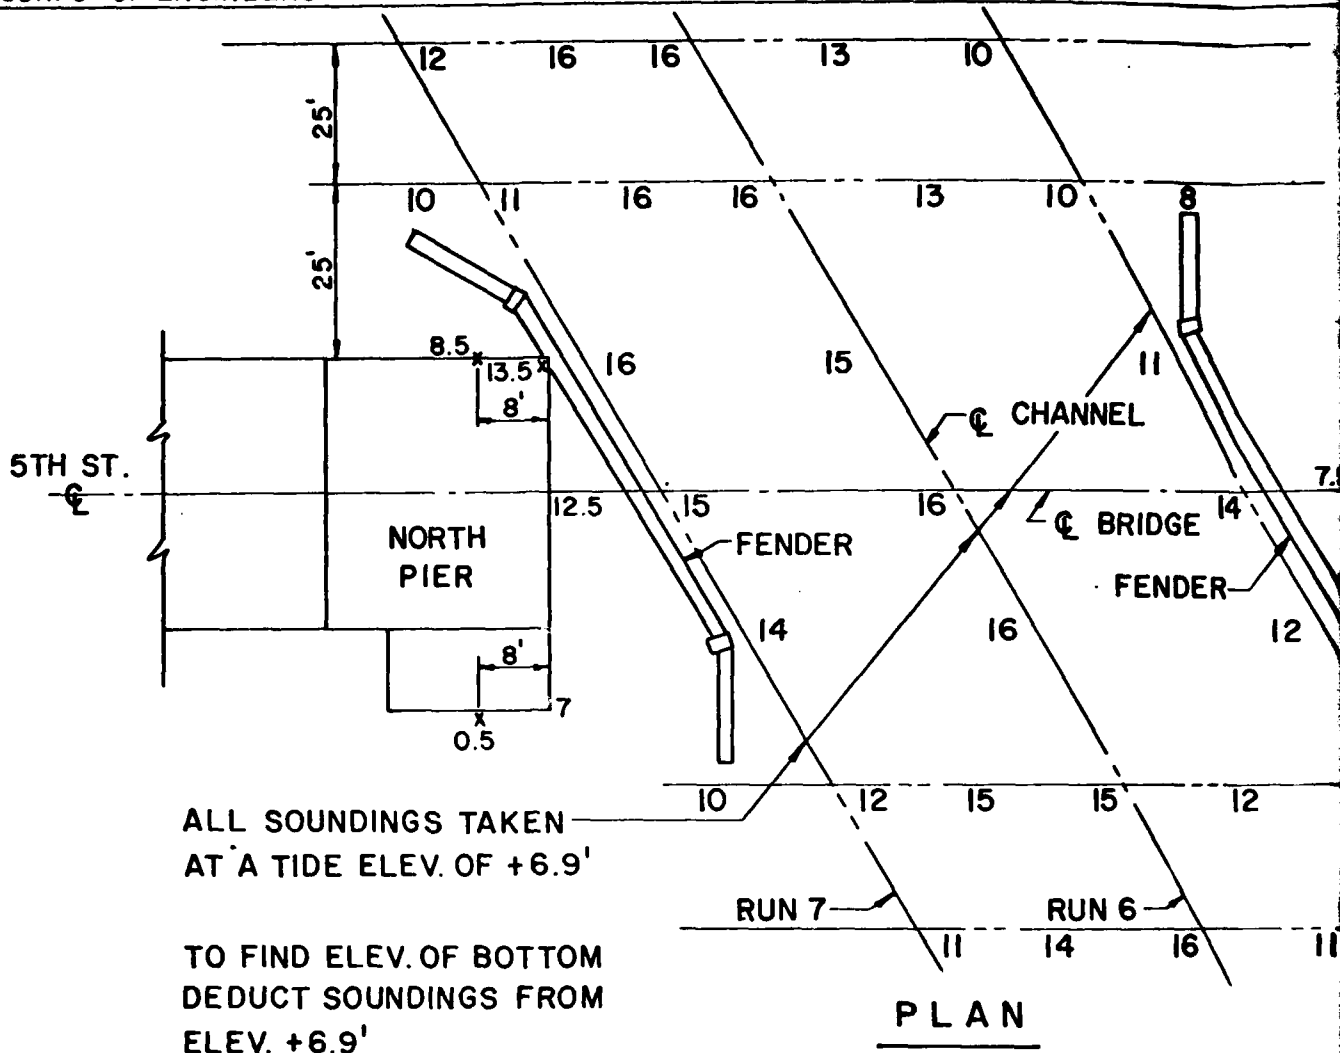 12 16 16 13 10
25'
10 11 16 16 13 10 8
25'
8.5
13.5
8'
16 15 11
℄ CHANNEL
5TH ST.
℄
12.5 15 16 14
℄ BRIDGE
NORTH
PIER
FENDER
FENDER
14 16 12
8'
7
0.5
10 12 15 15 12
ALL SOUNDINGS TAKEN
AT A TIDE ELEV. OF +6.9'
RUN 7
RUN 6
11 14 16 11
TO FIND ELEV. OF BOTTOM
DEDUCT SOUNDINGS FROM
ELEV. +6.9'
PLAN